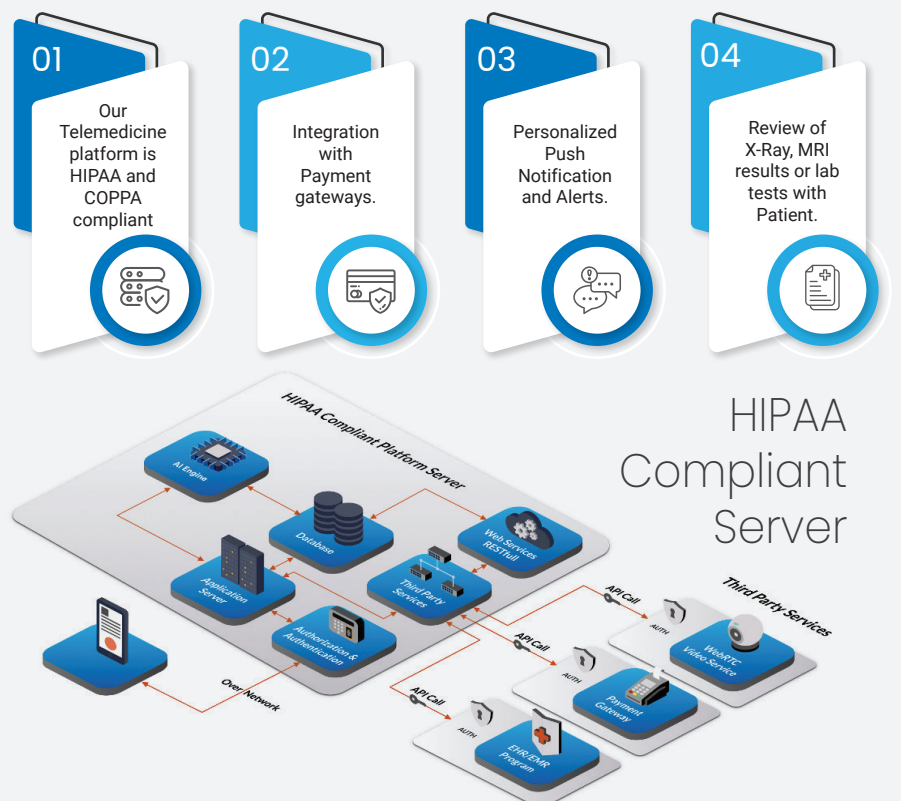 01
Our
Telemedicine
platform is
HIPAA and
COPPA
compliant
02
Integration
with
Payment
gateways.
03
Personalized
Push
Notification
and Alerts.
04
Review of
X-Ray, MRI
results or lab
tests with
Patient.
HIPAA
Compliant
Server
HIPAA Compliant Platform Server
AI Engine
Database
Web Services
RESTfull
Application
Server
Third Party
Services
Authorization &
Authentication
Over Network
Third Party Services
API Call
AUTH
WebRTC
Video Service
API Call
AUTH
Payment
Gateway
API Call
AUTH
EHR/EMR
Program